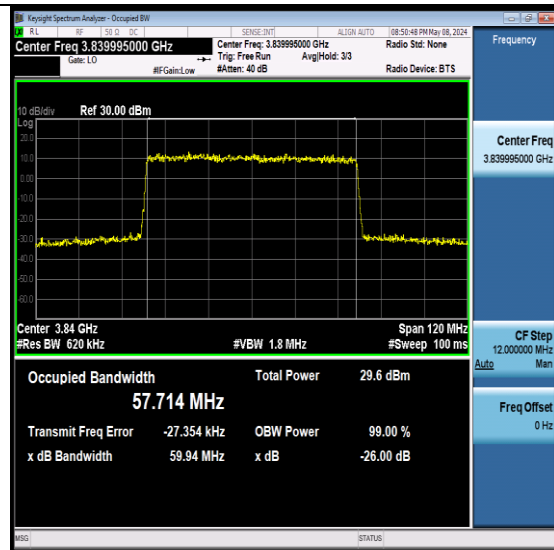 Keysight Spectrum Analyzer - Occupied BW
RL RF 50 Ω DC SENSE:INT ALIGN AUTO 08:50:48 PM May 08, 2024
Center Freq 3.839995000 GHz
Center Freq: 3.839995000 GHz
Radio Std: None
Gate: LO
Trig: Free Run Avg|Hold: 3/3
#IFGain:Low #Atten: 40 dB
Radio Device: BTS
Frequency
10 dB/div Ref 30.00 dBm
Log
20.0
10.0
0.00
-10.0
-20.0
-30.0
-40.0
-50.0
-60.0
Center 3.84 GHz Span 120 MHz
#Res BW 620 kHz #VBW 1.8 MHz #Sweep 100 ms
Center Freq
3.839995000 GHz
CF Step
12.000000 MHz
Auto Man
Freq Offset
0 Hz
Occupied Bandwidth Total Power 29.6 dBm
57.714 MHz
Transmit Freq Error -27.354 kHz OBW Power 99.00 %
x dB Bandwidth 59.94 MHz x dB -26.00 dB
MSG STATUS